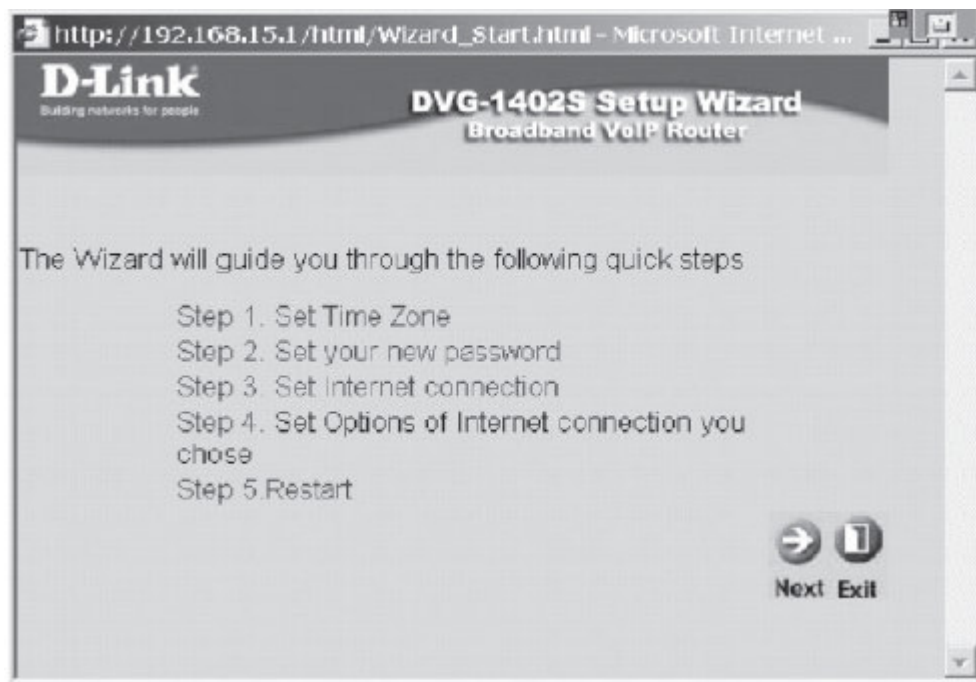 http://192.168.15.1/html/Wizard_Start.html - Microsoft Internet ...
D-Link
Building networks for people
DVG-1402S Setup Wizard
Broadband VoIP Router
The Wizard will guide you through the following quick steps
Step 1. Set Time Zone
Step 2. Set your new password
Step 3. Set Internet connection
Step 4. Set Options of Internet connection you
chose
Step 5.Restart
Next Exit